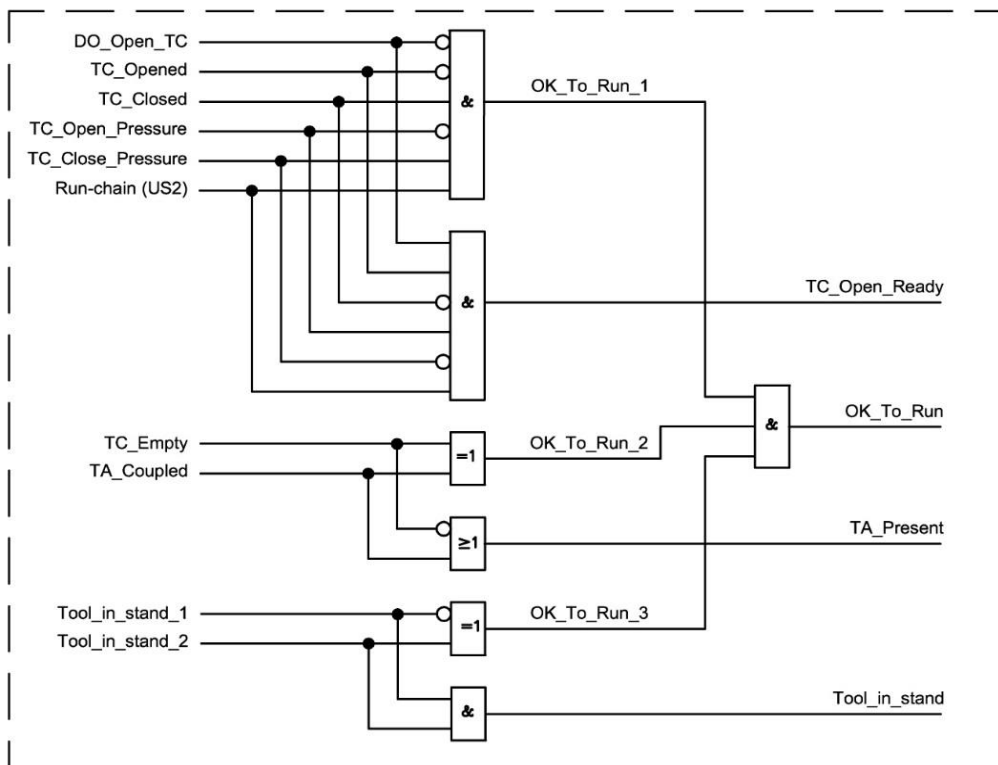 DO_Open_TC
TC_Opened
TC_Closed
TC_Open_Pressure
TC_Close_Pressure
Run-chain (US2)
&
OK_To_Run_1
&
TC_Open_Ready
TC_Empty
TA_Coupled
=1
OK_To_Run_2
&
OK_To_Run
≥1
TA_Present
Tool_in_stand_1
Tool_in_stand_2
=1
OK_To_Run_3
&
Tool_in_stand